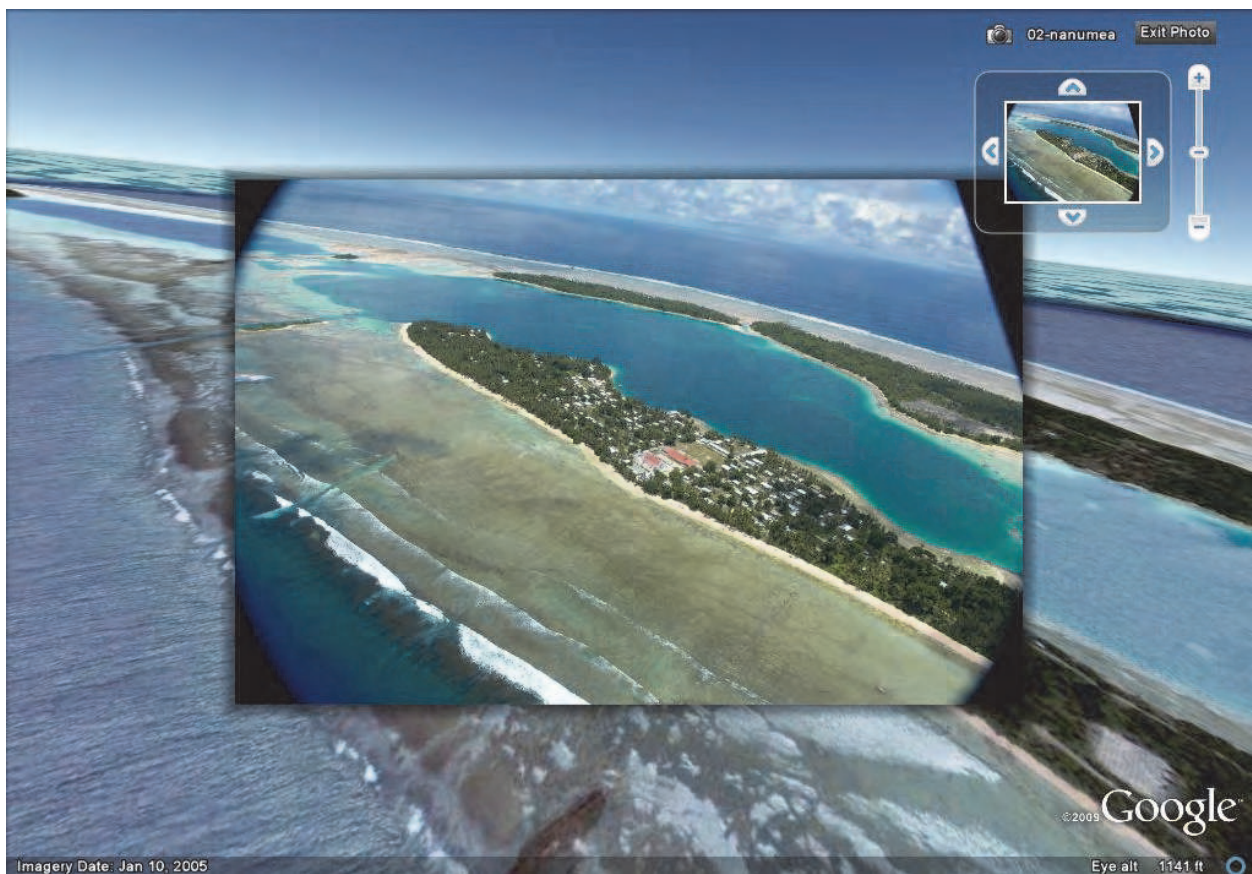 02-nanumea Exit Photo
©2009 Google
Imagery Date: Jan 10, 2005 Eye alt 1141 ft